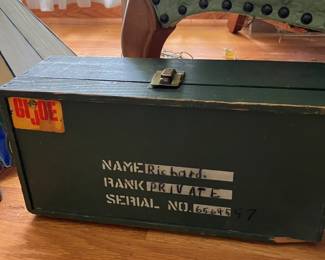 GI JOE
NAME Richard.
RANK PRIVATE
SERIAL NO.